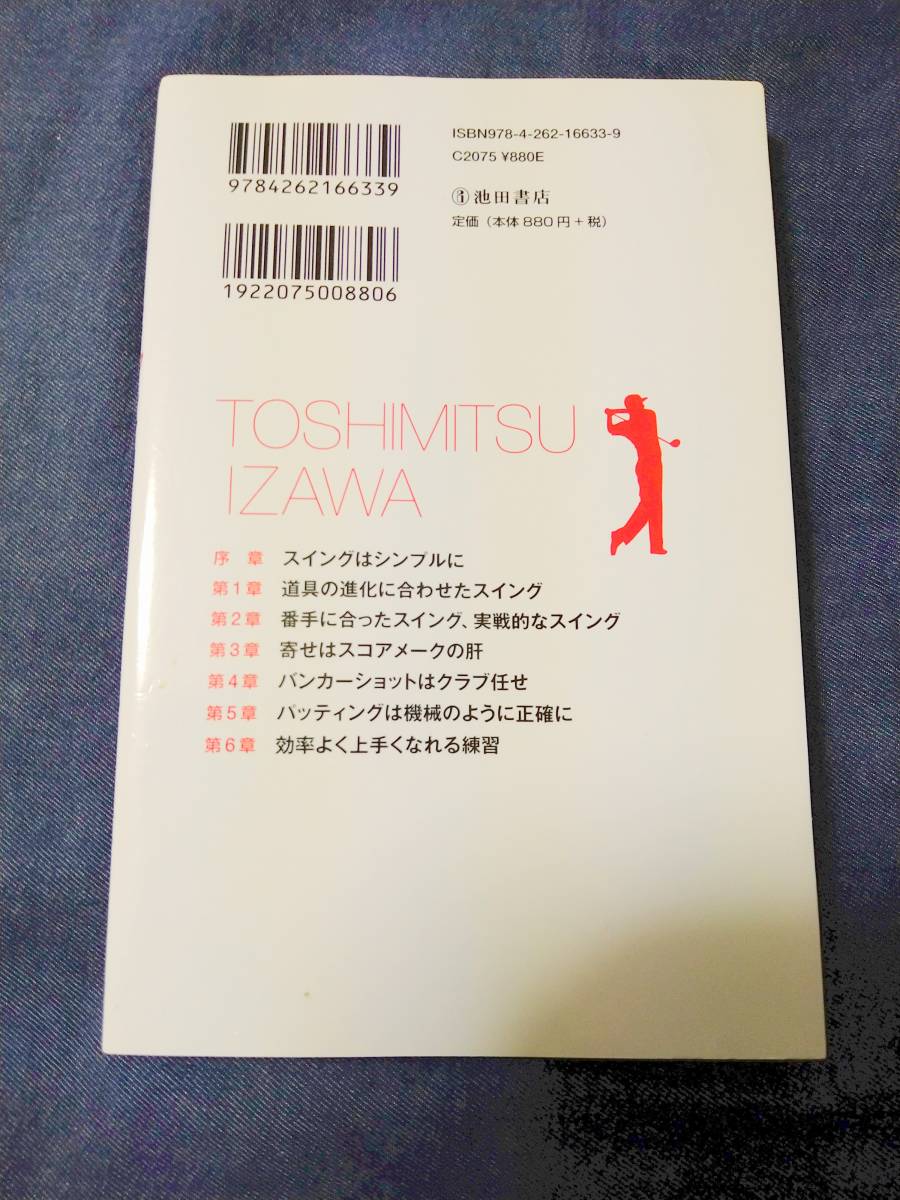 9784262166339
1922075008806
ISBN978-4-262-16633-9
C2075 ¥880E
池田書店
定価(本体880円+税)
TOSHIMITSU
IZAWA
序 章 スイングはシンプルに
第1章 道具の進化に合わせたスイング
第2章 番手に合ったスイング、実戦的なスイング
第3章 寄せはスコアメークの肝
第4章 バンカーショットはクラブ任せ
第5章 パッティングは機械のように正確に
第6章 効率よく上手くなれる練習